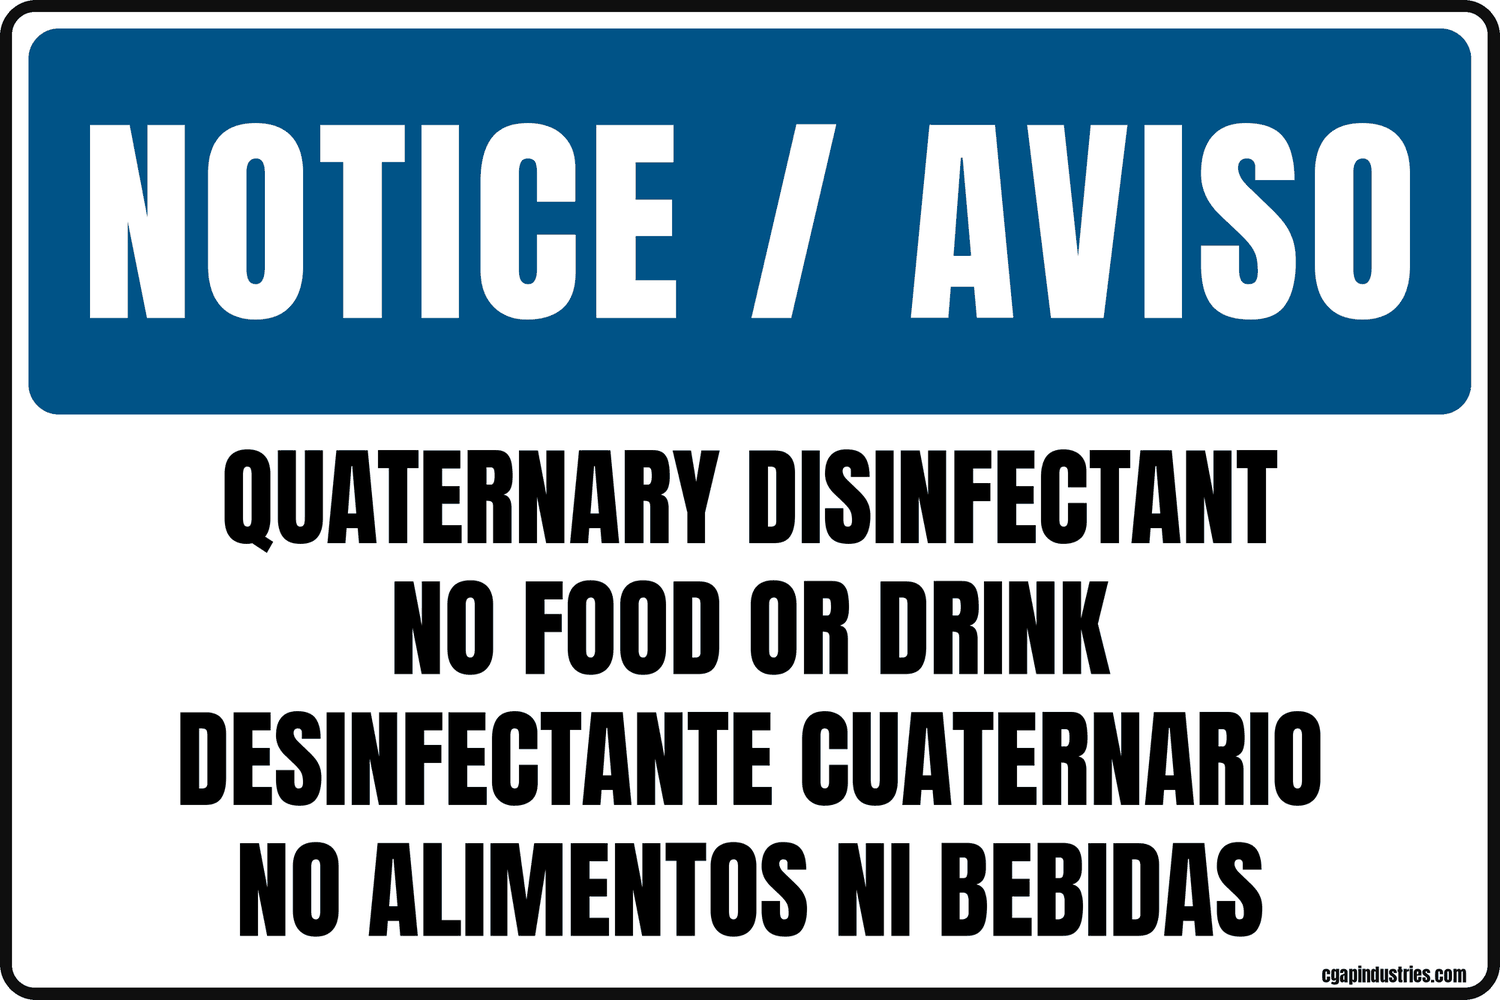 NOTICE / AVISO
QUATERNARY DISINFECTANT
NO FOOD OR DRINK
DESINFECTANTE CUATERNARIO
NO ALIMENTOS NI BEBIDAS
cgapindustries.com